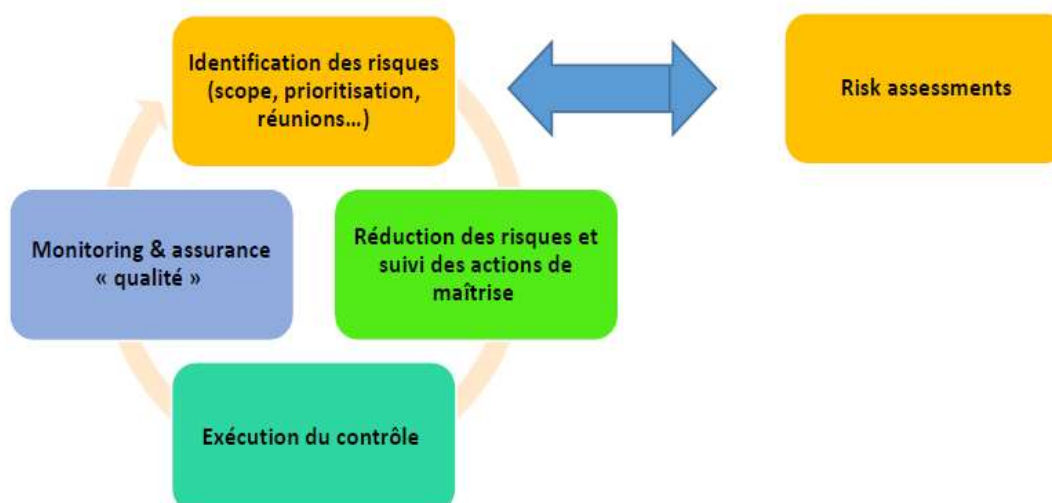 Identification des risques
(scope, prioritisation,
réunions...)
Risk assessments
Monitoring & assurance
« qualité »
Réduction des risques et
suivi des actions de
maîtrise
Exécution du contrôle